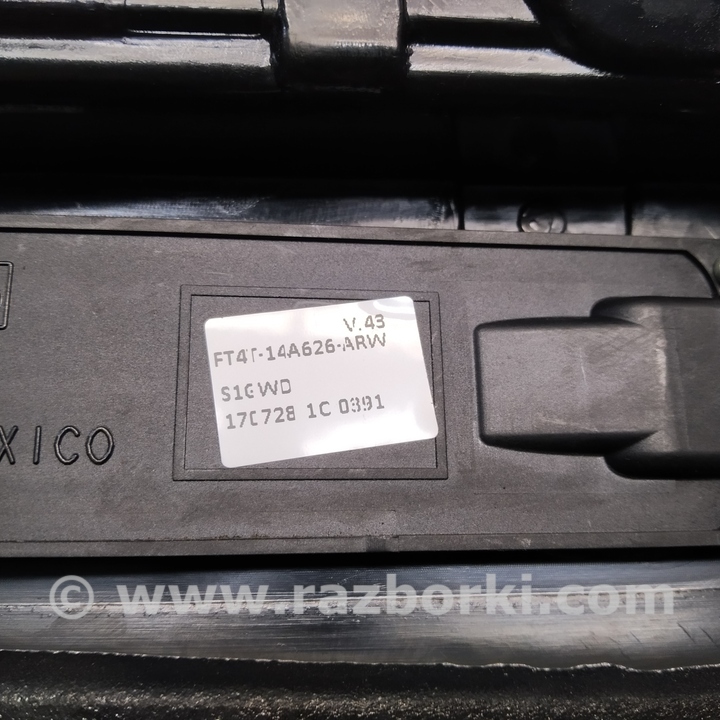 V.43
FT4T-14A626-ARW
S1GWD
170728 1C 0391
XICO
© www.razborki.com